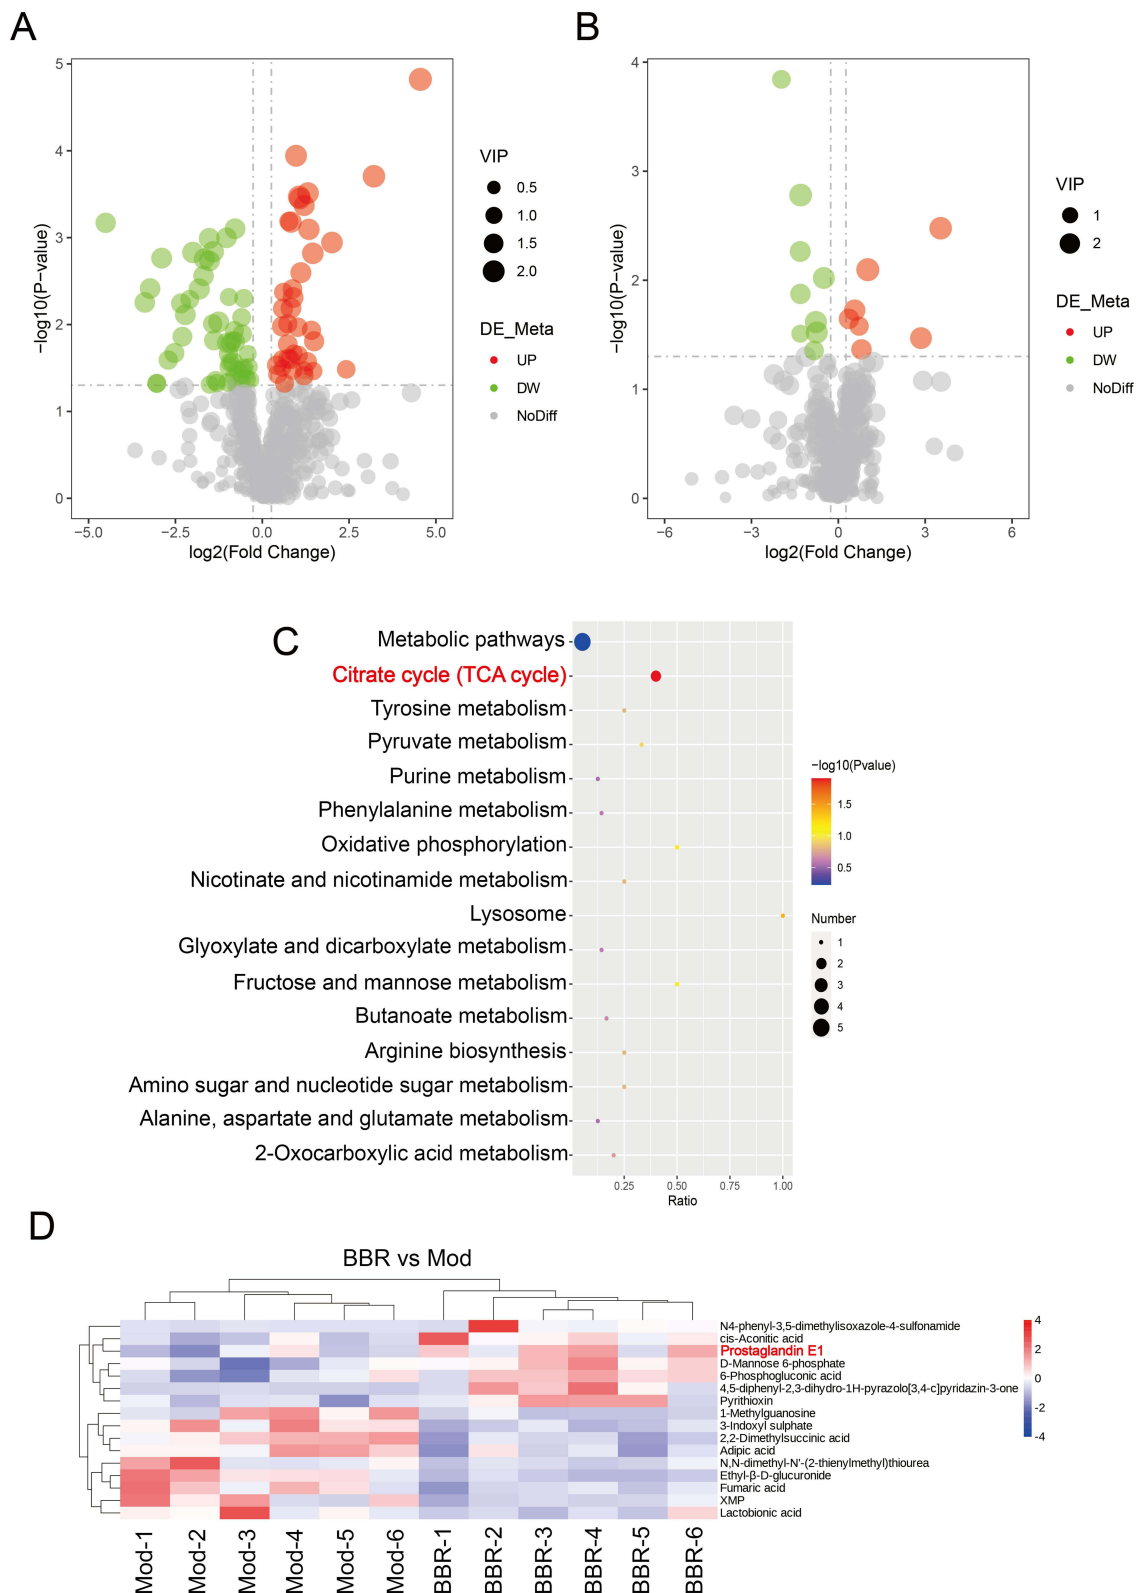 A
B
5
4
3
2
1
0
−log10(P−value)
−5.0
−2.5
0.0
2.5
5.0
log2(Fold Change)
VIP
0.5
1.0
1.5
2.0
DE_Meta
UP
DW
NoDiff
4
3
2
1
0
−log10(P−value)
−6
−3
0
3
6
log2(Fold Change)
VIP
1
2
DE_Meta
UP
DW
NoDiff
C
Metabolic pathways
Citrate cycle (TCA cycle)
Tyrosine metabolism
Pyruvate metabolism
Purine metabolism
Phenylalanine metabolism
Oxidative phosphorylation
Nicotinate and nicotinamide metabolism
Lysosome
Glyoxylate and dicarboxylate metabolism
Fructose and mannose metabolism
Butanoate metabolism
Arginine biosynthesis
Amino sugar and nucleotide sugar metabolism
Alanine, aspartate and glutamate metabolism
2-Oxocarboxylic acid metabolism
0.25
0.50
0.75
1.00
Ratio
−log10(Pvalue)
1.5
1.0
0.5
Number
1
2
3
4
5
D
BBR vs Mod
N4-phenyl-3,5-dimethylisoxazole-4-sulfonamide
cis-Aconitic acid
Prostaglandin E1
D-Mannose 6-phosphate
6-Phosphogluconic acid
4,5-diphenyl-2,3-dihydro-1H-pyrazolo[3,4-c]pyridazin-3-one
Pyrithioxin
1-Methylguanosine
3-Indoxyl sulphate
2,2-Dimethylsuccinic acid
Adipic acid
N,N-dimethyl-N'-(2-thienylmethyl)thiourea
Ethyl-β-D-glucuronide
Fumaric acid
XMP
Lactobionic acid
4
2
0
-2
-4
Mod-1
Mod-2
Mod-3
Mod-4
Mod-5
Mod-6
BBR-1
BBR-2
BBR-3
BBR-4
BBR-5
BBR-6